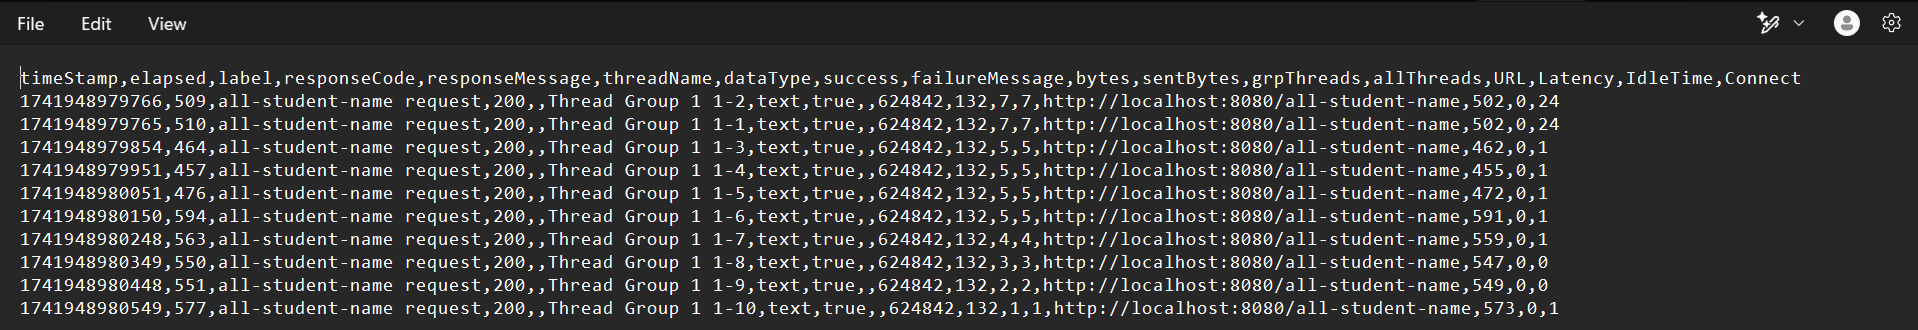 File Edit View
timeStamp,elapsed,label,responseCode,responseMessage,threadName,dataType,success,failureMessage,bytes,sentBytes,grpThreads,allThreads,URL,Latency,IdleTime,Connect
1741948979766,509,all-student-name request,200,,Thread Group 1 1-2,text,true,,624842,132,7,7,http://localhost:8080/all-student-name,502,0,24
1741948979765,510,all-student-name request,200,,Thread Group 1 1-1,text,true,,624842,132,7,7,http://localhost:8080/all-student-name,502,0,24
1741948979854,464,all-student-name request,200,,Thread Group 1 1-3,text,true,,624842,132,5,5,http://localhost:8080/all-student-name,462,0,1
1741948979951,457,all-student-name request,200,,Thread Group 1 1-4,text,true,,624842,132,5,5,http://localhost:8080/all-student-name,455,0,1
1741948980051,476,all-student-name request,200,,Thread Group 1 1-5,text,true,,624842,132,5,5,http://localhost:8080/all-student-name,472,0,1
1741948980150,594,all-student-name request,200,,Thread Group 1 1-6,text,true,,624842,132,5,5,http://localhost:8080/all-student-name,591,0,1
1741948980248,563,all-student-name request,200,,Thread Group 1 1-7,text,true,,624842,132,4,4,http://localhost:8080/all-student-name,559,0,1
1741948980349,550,all-student-name request,200,,Thread Group 1 1-8,text,true,,624842,132,3,3,http://localhost:8080/all-student-name,547,0,0
1741948980448,551,all-student-name request,200,,Thread Group 1 1-9,text,true,,624842,132,2,2,http://localhost:8080/all-student-name,549,0,0
1741948980549,577,all-student-name request,200,,Thread Group 1 1-10,text,true,,624842,132,1,1,http://localhost:8080/all-student-name,573,0,1